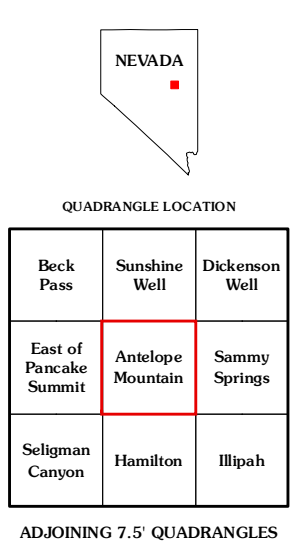 NEVADA
QUADRANGLE LOCATION
Beck
Pass
Sunshine
Well
Dickenson
Well
East of
Pancake
Summit
Antelope
Mountain
Sammy
Springs
Seligman
Canyon
Hamilton
Illipah
ADJOINING 7.5' QUADRANGLES